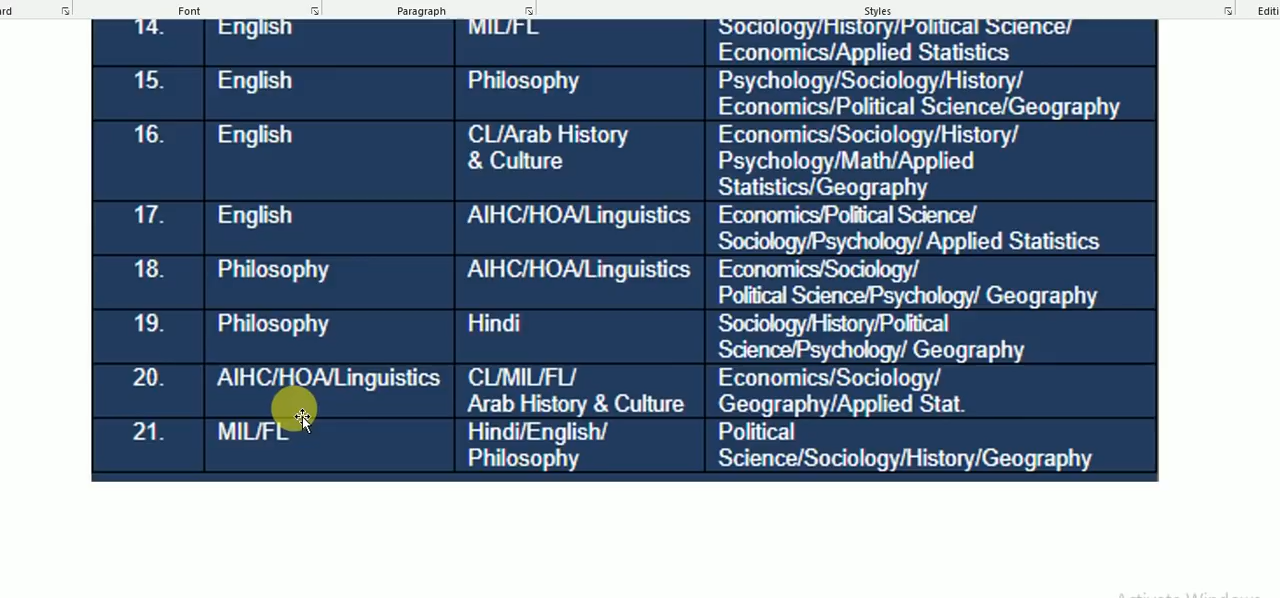 Font
Paragraph
Styles
14. English MIL/FL Sociology/History/Political Science/
Economics/Applied Statistics
15. English Philosophy Psychology/Sociology/History/
Economics/Political Science/Geography
16. English CL/Arab History Economics/Sociology/History/
& Culture Psychology/Math/Applied
Statistics/Geography
17. English AIHC/HOA/Linguistics Economics/Political Science/
Sociology/Psychology/ Applied Statistics
18. Philosophy AIHC/HOA/Linguistics Economics/Sociology/
Political Science/Psychology/ Geography
19. Philosophy Hindi Sociology/History/Political
Science/Psychology/ Geography
20. AIHC/HOA/Linguistics CL/MIL/FL/ Economics/Sociology/
Arab History & Culture Geography/Applied Stat.
21. MIL/FL Hindi/English/ Political
Philosophy Science/Sociology/History/Geography